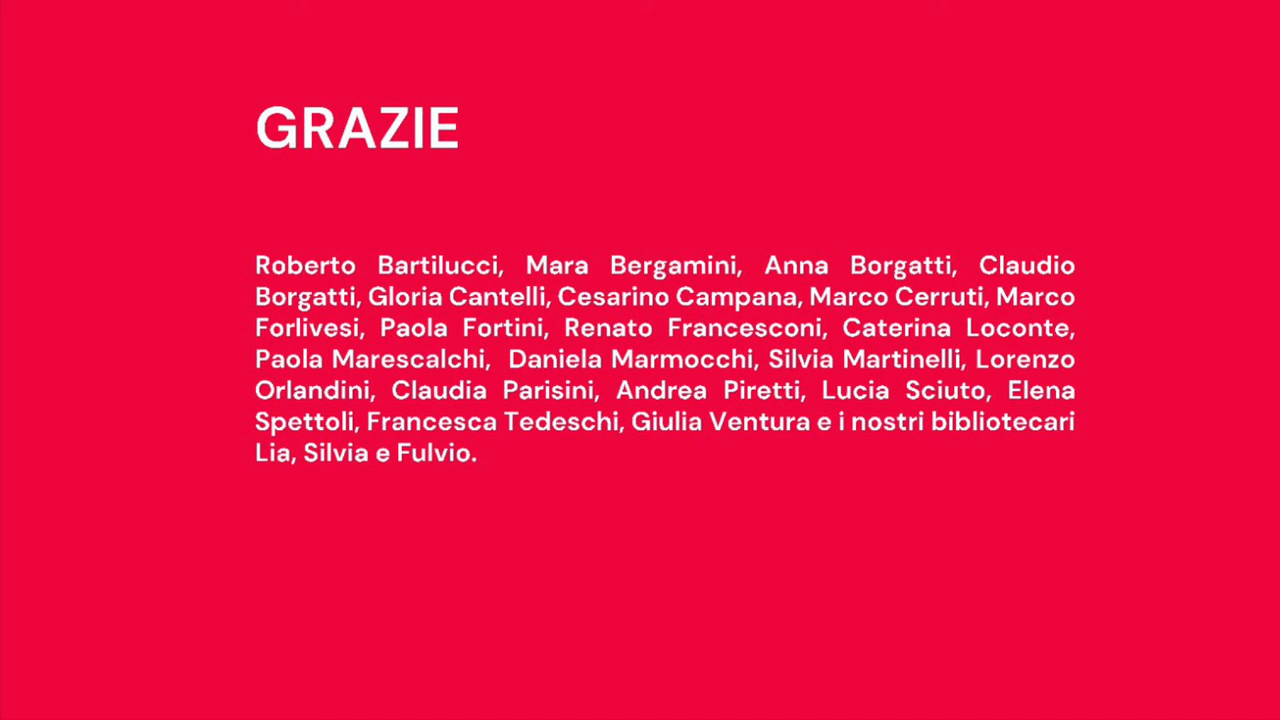 GRAZIE
Roberto Bartilucci, Mara Bergamini, Anna Borgatti, Claudio
Borgatti, Gloria Cantelli, Cesarino Campana, Marco Cerruti, Marco
Forlivesi, Paola Fortini, Renato Francesconi, Caterina Loconte,
Paola Marescalchi, Daniela Marmocchi, Silvia Martinelli, Lorenzo
Orlandini, Claudia Parisini, Andrea Piretti, Lucia Sciuto, Elena
Spettoli, Francesca Tedeschi, Giulia Ventura e i nostri bibliotecari
Lia, Silvia e Fulvio.